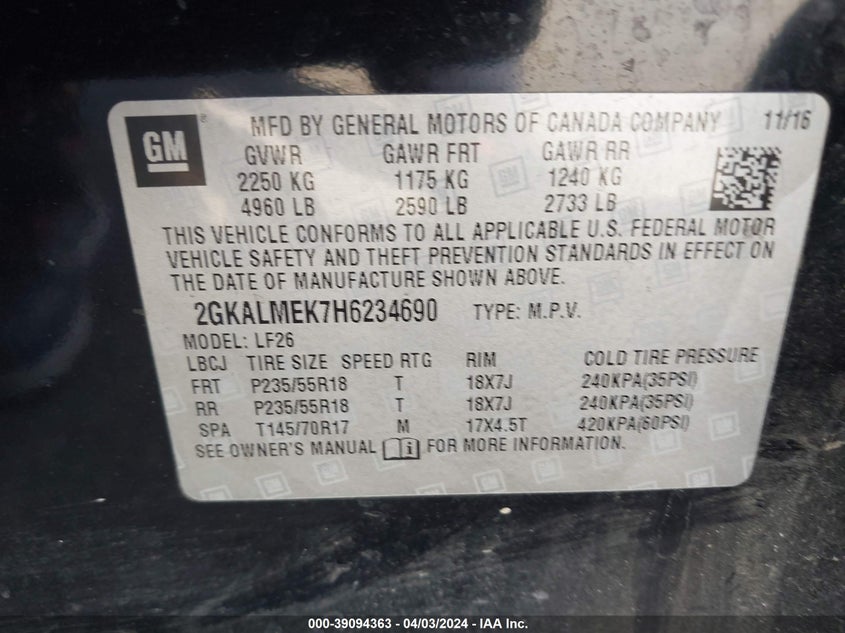 GM ® MFD BY GENERAL MOTORS OF CANADA COMPANY 11/16
GVWR GAWR FRT GAWR RR
2250 KG 1175 KG 1240 KG
4960 LB 2590 LB 2733 LB
THIS VEHICLE CONFORMS TO ALL APPLICABLE U.S. FEDERAL MOTOR
VEHICLE SAFETY AND THEFT PREVENTION STANDARDS IN EFFECT ON
THE DATE OF MANUFACTURE SHOWN ABOVE.
2GKALMEK7H6234690 TYPE: M.P.V.
MODEL: LF26
LBCJ TIRE SIZE SPEED RTG RIM COLD TIRE PRESSURE
FRT P235/55R18 T 18X7J 240KPA(35PSI)
RR P235/55R18 T 18X7J 240KPA(35PSI)
SPA T145/70R17 M 17X4.5T 420KPA(60PSI)
SEE OWNER'S MANUAL i FOR MORE INFORMATION.
000-39094363 - 04/03/2024 - IAA Inc.